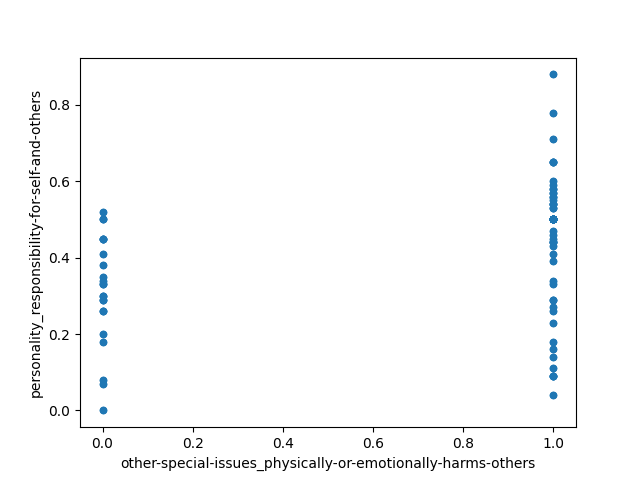 0.8
0.6
0.4
0.2
0.0
personality_responsibility-for-self-and-others
0.0 0.2 0.4 0.6 0.8 1.0
other-special-issues_physically-or-emotionally-harms-others